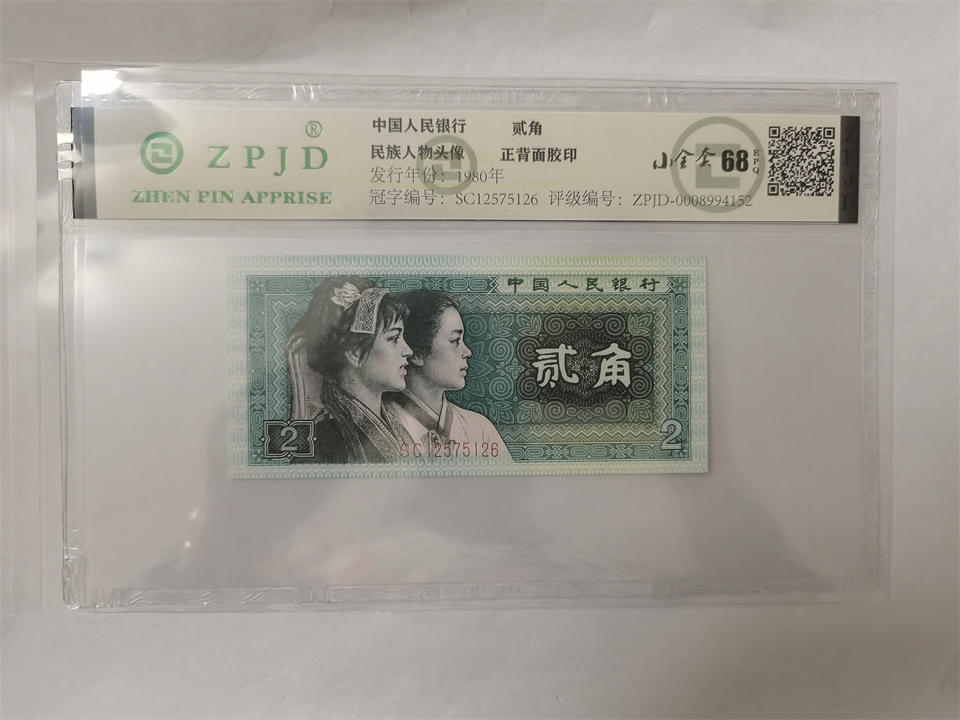 ZPJD®
ZHEN PIN APPRISE
中国人民银行 贰角
民族人物头像 正背面胶印
发行年份：1980年
冠字编号：SC12575126 评级编号：ZPJD-0008994152
小全套 68 EPQ
中国人民银行
贰角
2
2
SC12575126